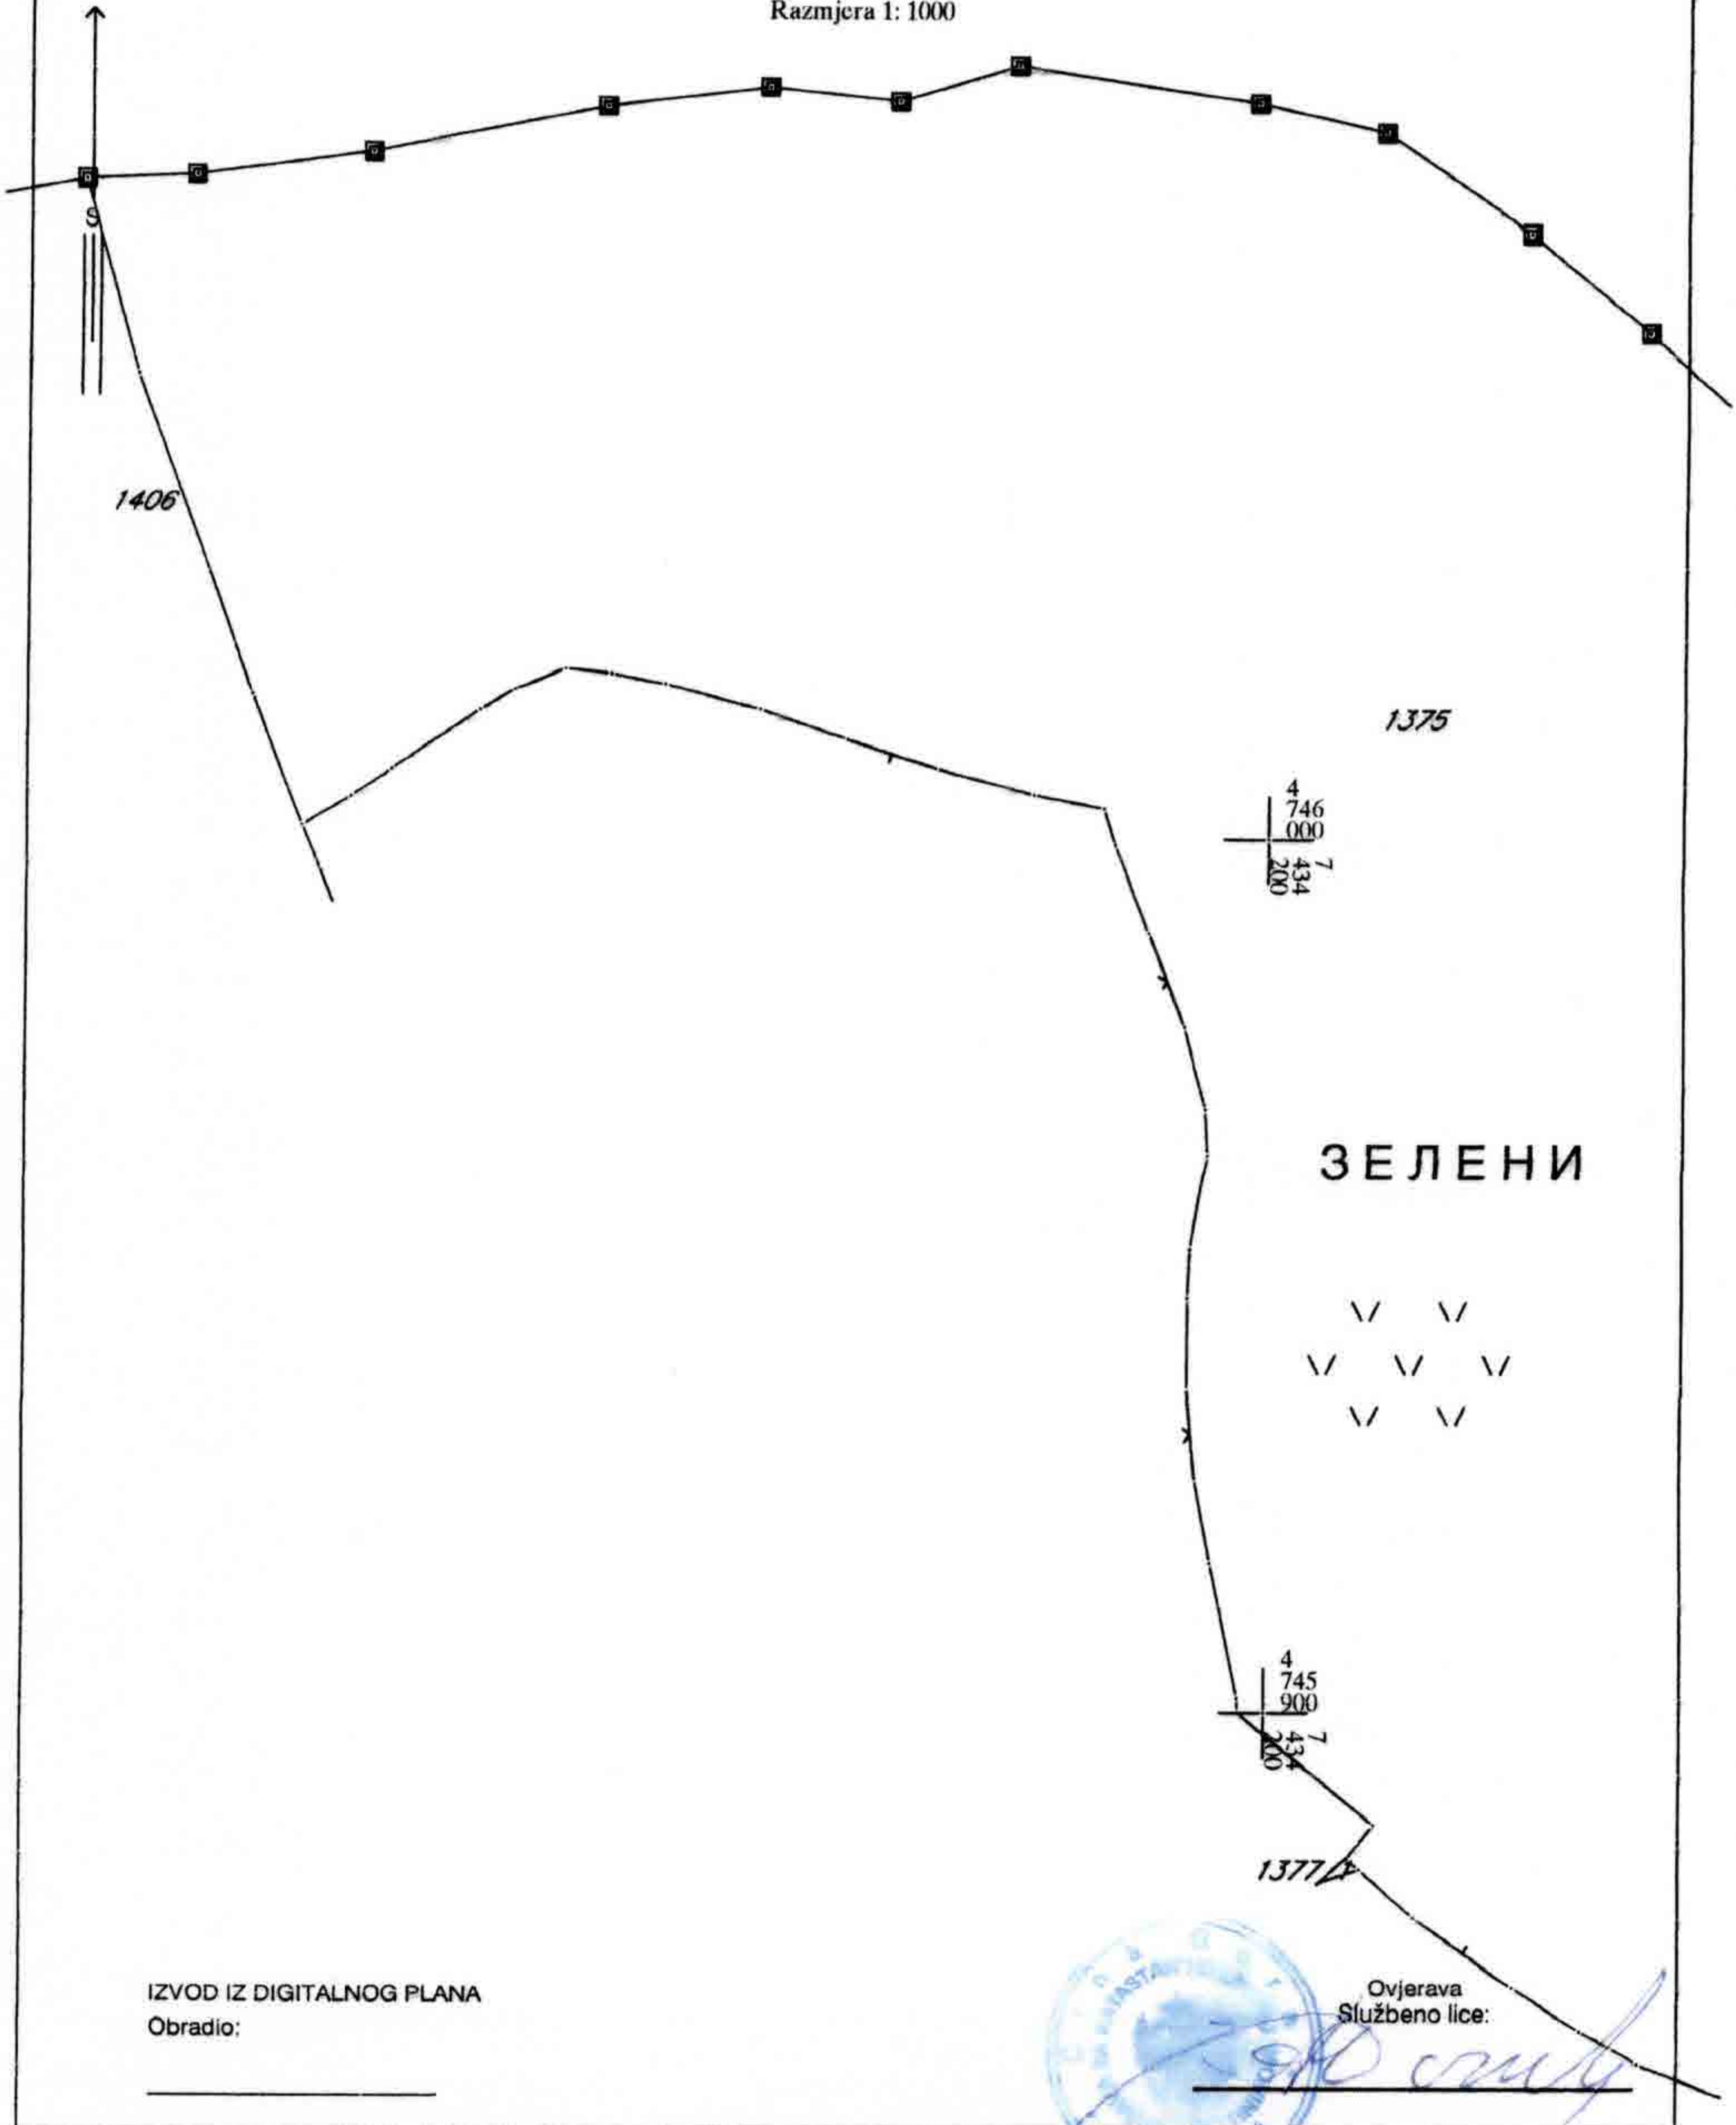 Razmjera 1: 1000
S
1406
1375
4
746
000
7
434
200
ЗЕЛЕНИ
4
745
900
7
434
200
1377/1
IZVOD IZ DIGITALNOG PLANA
Obradio:
Ovjerava
Službeno lice: